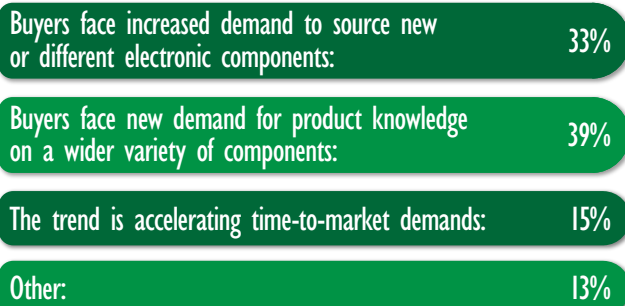 Buyers face increased demand to source new
or different electronic components: 33%
Buyers face new demand for product knowledge
on a wider variety of components: 39%
The trend is accelerating time-to-market demands: 15%
Other: 13%